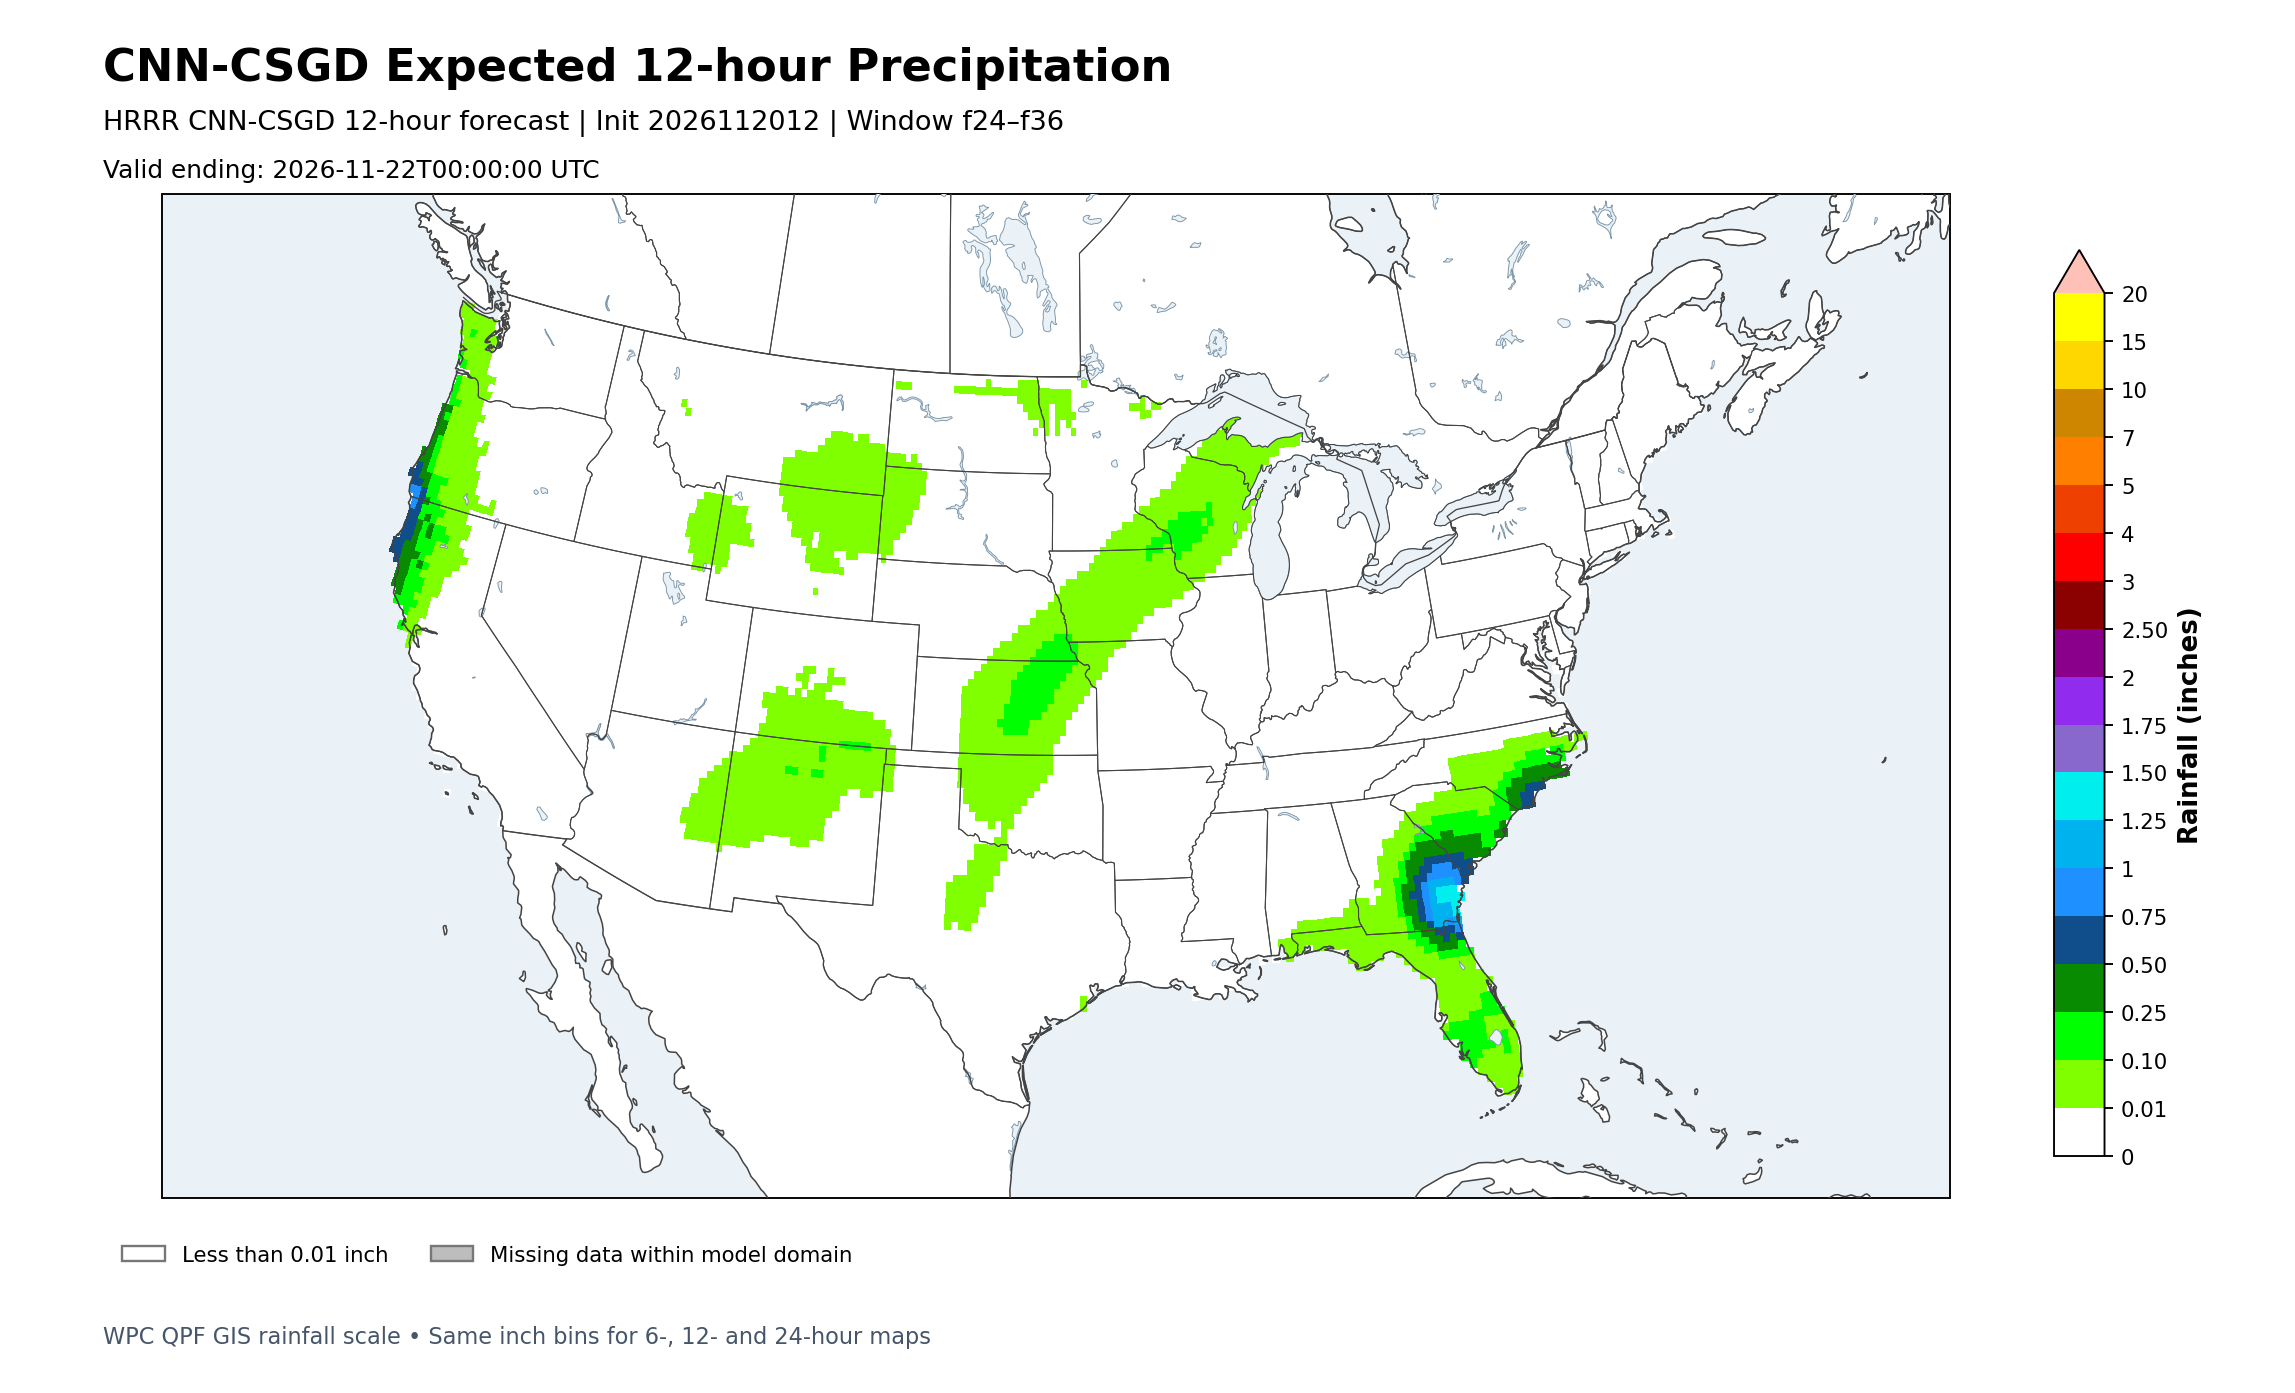 CNN-CSGD Expected 12-hour Precipitation
HRRR CNN-CSGD 12-hour forecast | Init 2026112012 | Window f24–f36
Valid ending: 2026-11-22T00:00:00 UTC
20
15
10
7
5
4
3
2.50
2
1.75
1.50
1.25
1
0.75
0.50
0.25
0.10
0.01
0
Rainfall (inches)
Less than 0.01 inch
Missing data within model domain
WPC QPF GIS rainfall scale • Same inch bins for 6-, 12- and 24-hour maps